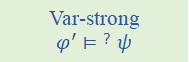 Var-strong
φ′ ⊨ ? ψ